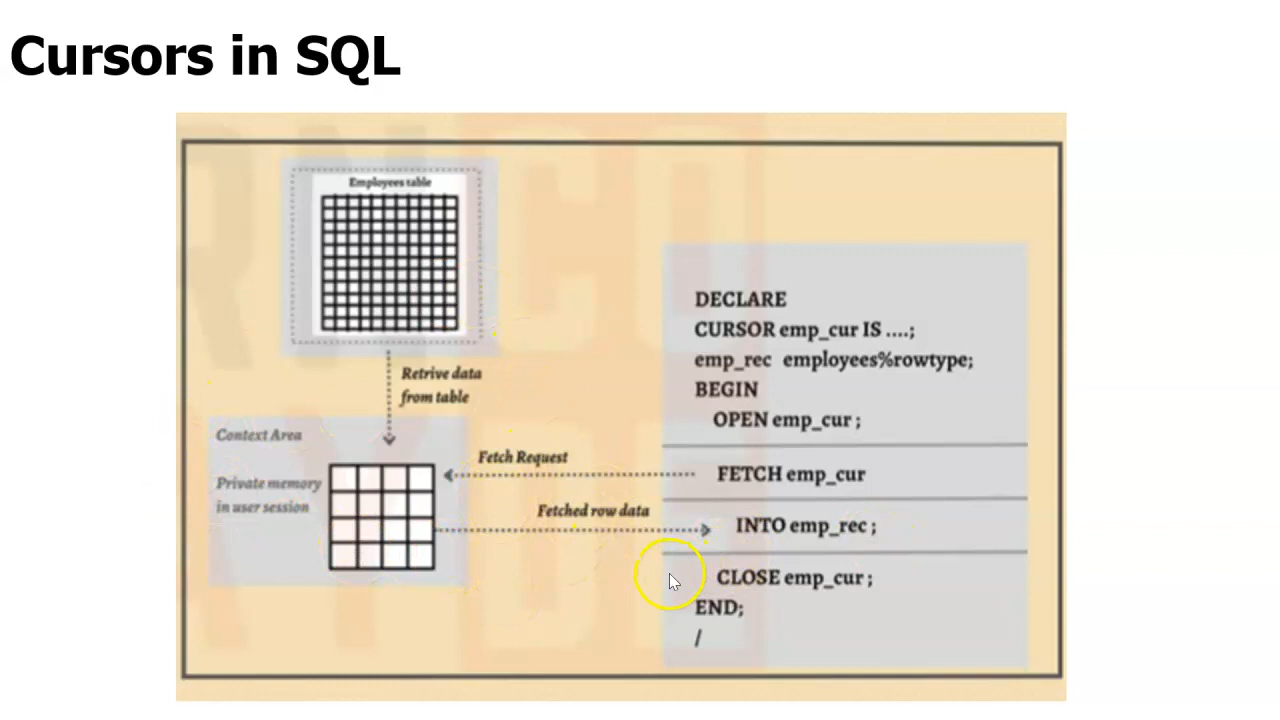 Cursors in SQL
Employees table
Retrive data
from table
Context Area
Private memory
in user session
Fetch Request
Fetched row data
DECLARE
CURSOR emp_cur IS ....;
emp_rec employees%rowtype;
BEGIN
OPEN emp_cur ;
FETCH emp_cur
INTO emp_rec ;
CLOSE emp_cur ;
END;
/